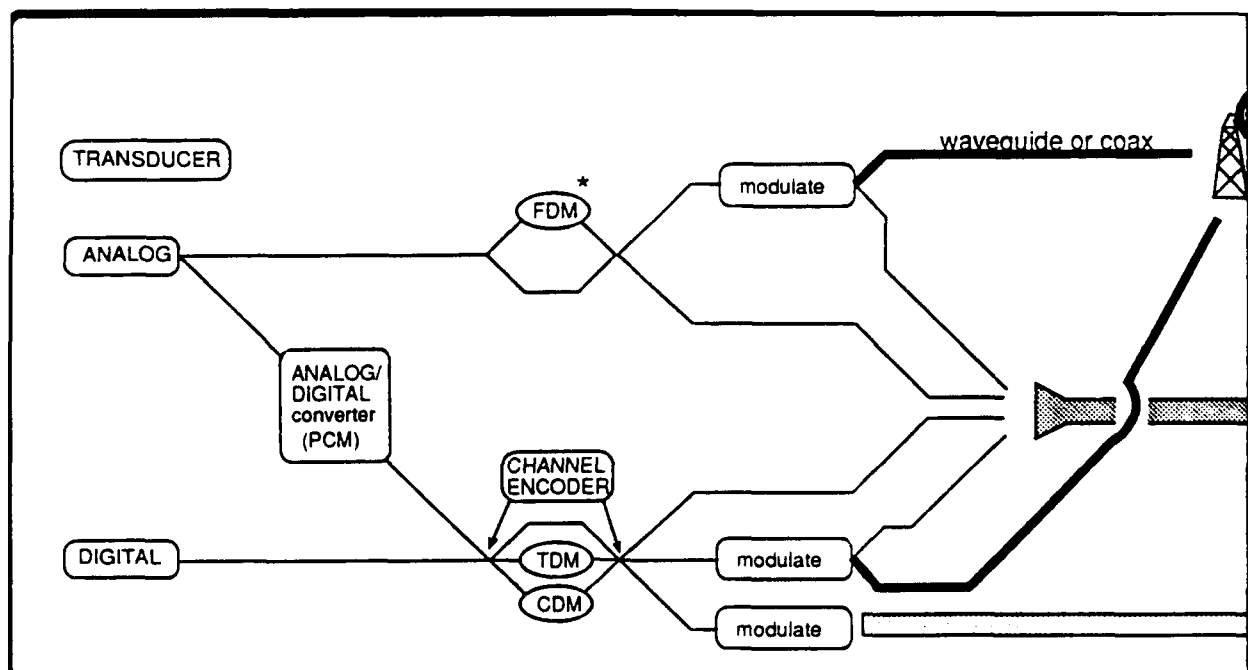 waveguide or coax
TRANSDUCER
modulate
*
FDM
ANALOG
ANALOG/
DIGITAL
converter
(PCM)
CHANNEL
ENCODER
DIGITAL
TDM
modulate
CDM
modulate